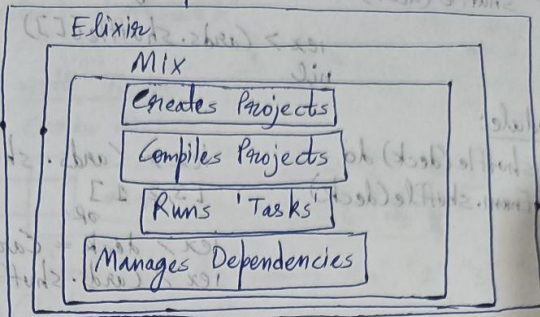 Elixir
Mix
Creates Projects
Compiles Projects
Runs 'Tasks'
Manages Dependencies